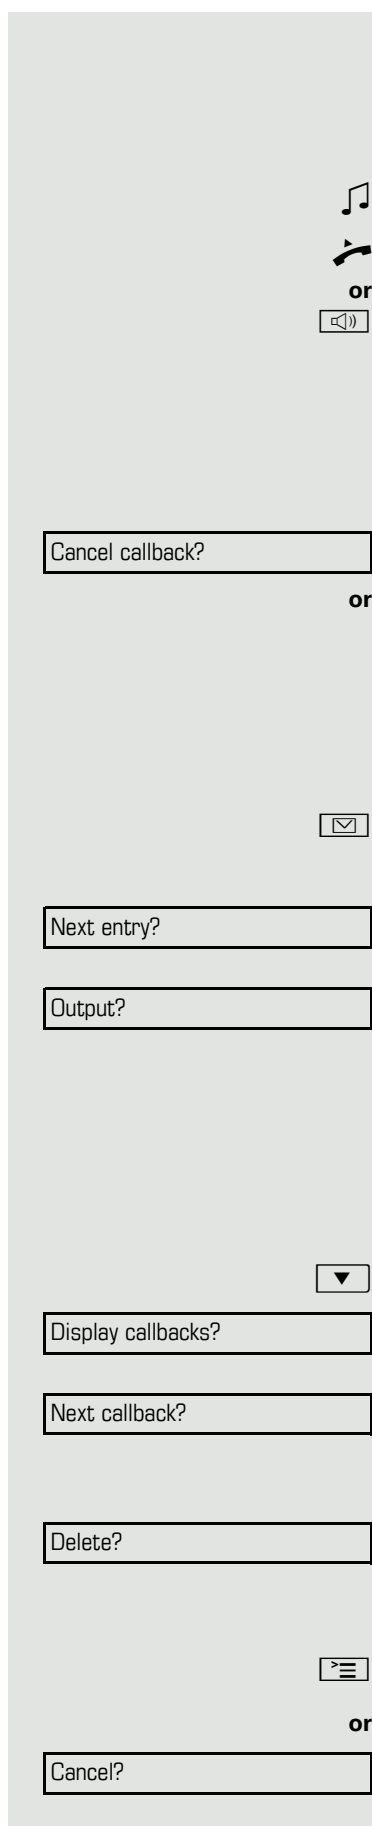 or
Cancel callback?
or
Next entry?
Output?
Display callbacks?
Next callback?
Delete?
or
Cancel?